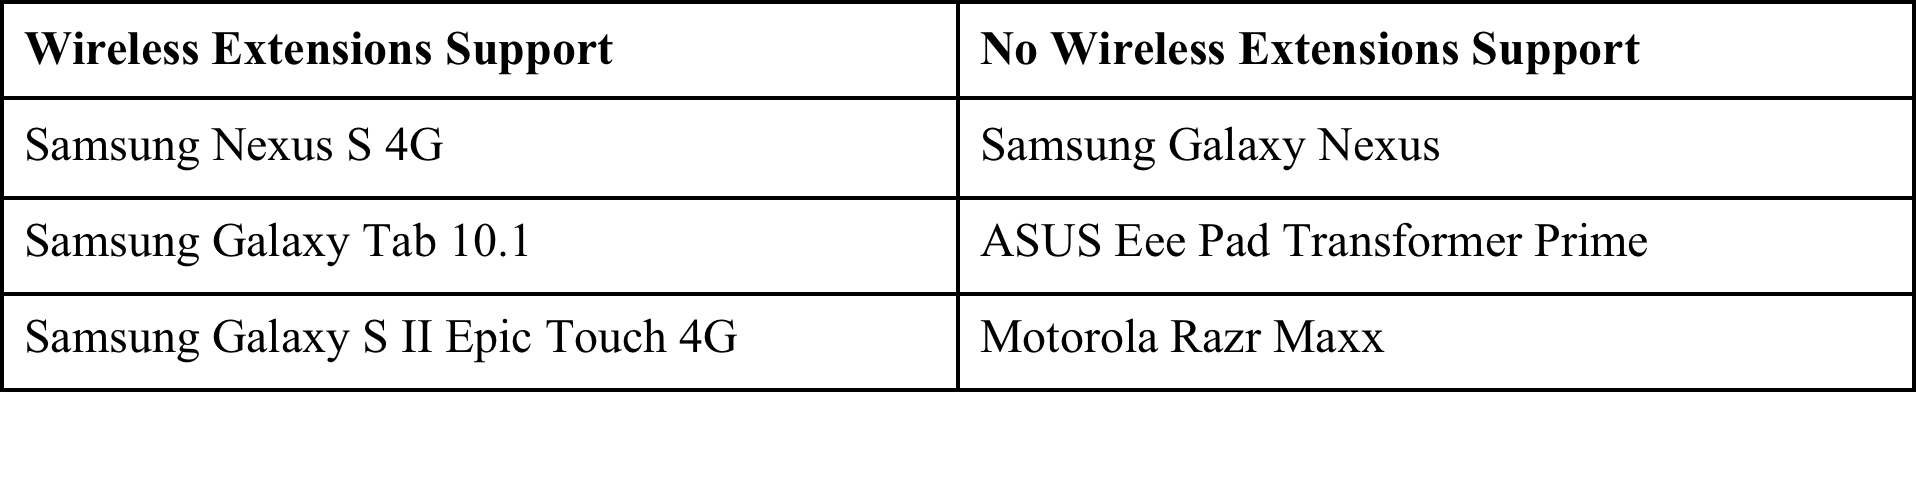 Wireless Extensions Support
No Wireless Extensions Support
Samsung Nexus S 4G
Samsung Galaxy Nexus
Samsung Galaxy Tab 10.1
ASUS Eee Pad Transformer Prime
Samsung Galaxy S II Epic Touch 4G
Motorola Razr Maxx